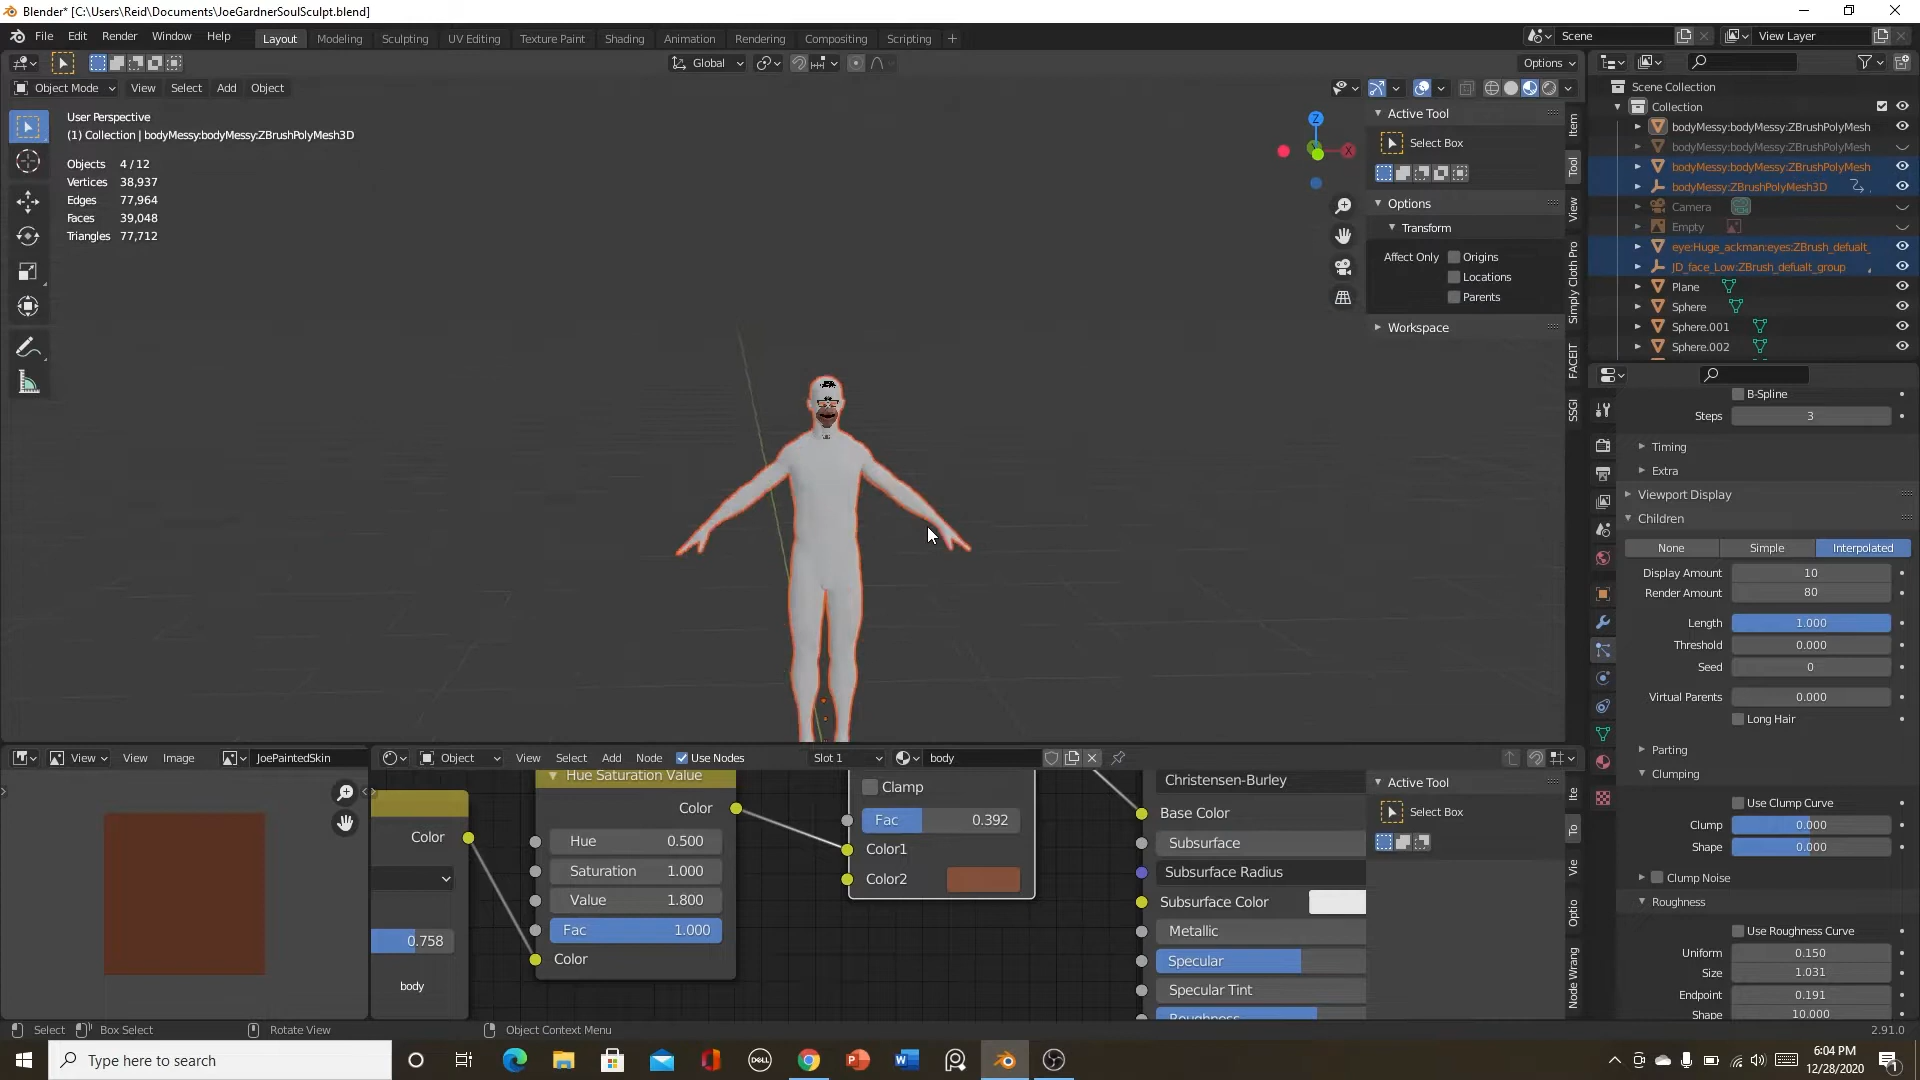 Blender* [C:\Users\Reid\Documents\JoeGardnerSoulSculpt.blend]
File Edit Render Window Help Layout Modeling Sculpting UV Editing Texture Paint Shading Animation Rendering Compositing Scripting + Scene View Layer
Global Options
Object Mode View Select Add Object
User Perspective
(1) Collection | bodyMessy:bodyMessy:ZBrushPolyMesh3D
Objects 4 / 12
Vertices 38,937
Edges 77,964
Faces 39,048
Triangles 77,712
Z
X
Active Tool
Select Box
Options
Transform
Affect Only Origins
Locations
Parents
Workspace
Item
Tool
View
Simply Cloth Pro
FACEIT
SSGI
Scene Collection
Collection
bodyMessy:bodyMessy:ZBrushPolyMesh
bodyMessy:bodyMessy:ZBrushPolyMesh
bodyMessy:bodyMessy:ZBrushPolyMesh
bodyMessy:ZBrushPolyMesh3D
Camera
Empty
eye:Huge_ackman:eyes:ZBrush_defualt_
JD_face_Low:ZBrush_defualt_group
Plane
Sphere
Sphere.001
Sphere.002
B-Spline
Steps 3
Timing
Extra
Viewport Display
Children
None Simple Interpolated
Display Amount 10
Render Amount 80
Length 1.000
Threshold 0.000
Seed 0
Virtual Parents 0.000
Long Hair
Parting
Clumping
Use Clump Curve
Clump 0.000
Shape 0.000
Clump Noise
Roughness
Use Roughness Curve
Uniform 0.150
Size 1.031
Endpoint 0.191
Shape 10.000
View View Image JoePaintedSkin
Object View Select Add Node Use Nodes Slot 1 body
Color
0.758
body
Hue Saturation Value
Color
Hue 0.500
Saturation 1.000
Value 1.800
Fac 1.000
Color
Clamp
Fac 0.392
Color1
Color2
Christensen-Burley
Base Color
Subsurface
Subsurface Radius
Subsurface Color
Metallic
Specular
Specular Tint
Roughness
Active Tool
Select Box
Ite
To
Vie
Optio
Node Wrang
Select Box Select Rotate View Object Context Menu 2.91.0
Type here to search
DELL
6:04 PM
12/28/2020
1